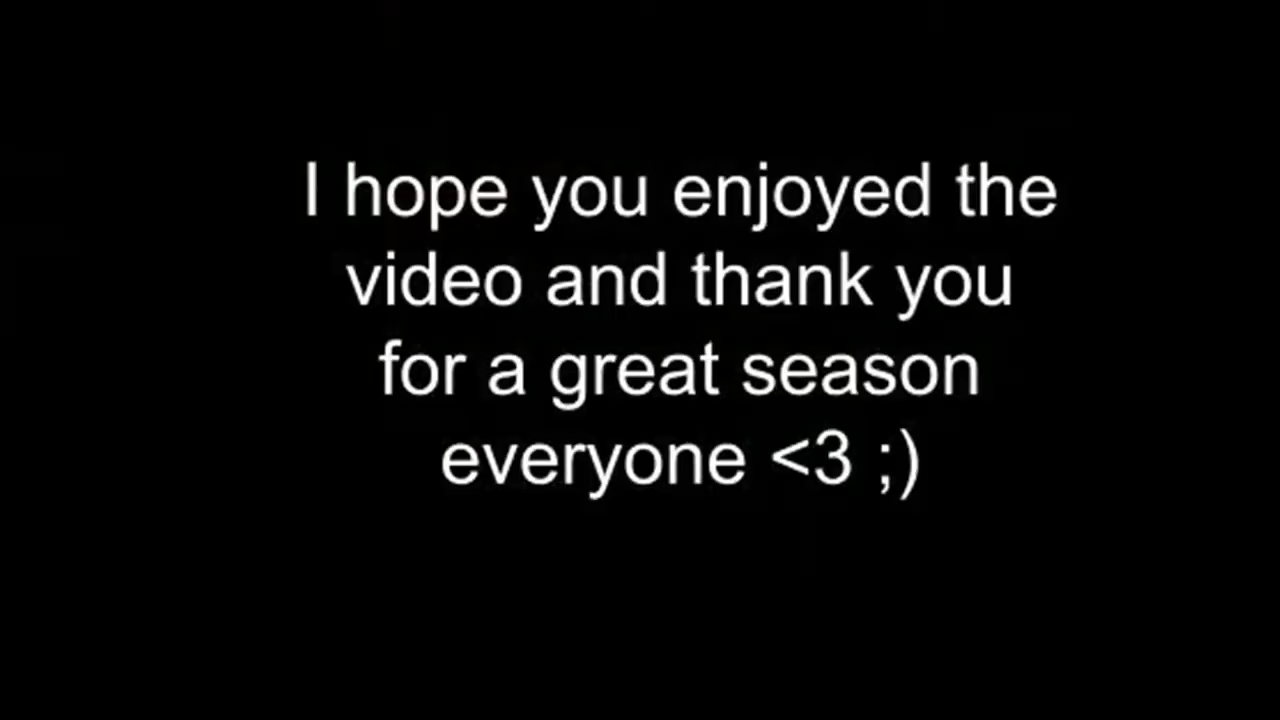 I hope you enjoyed the
video and thank you
for a great season
everyone <3 ;)